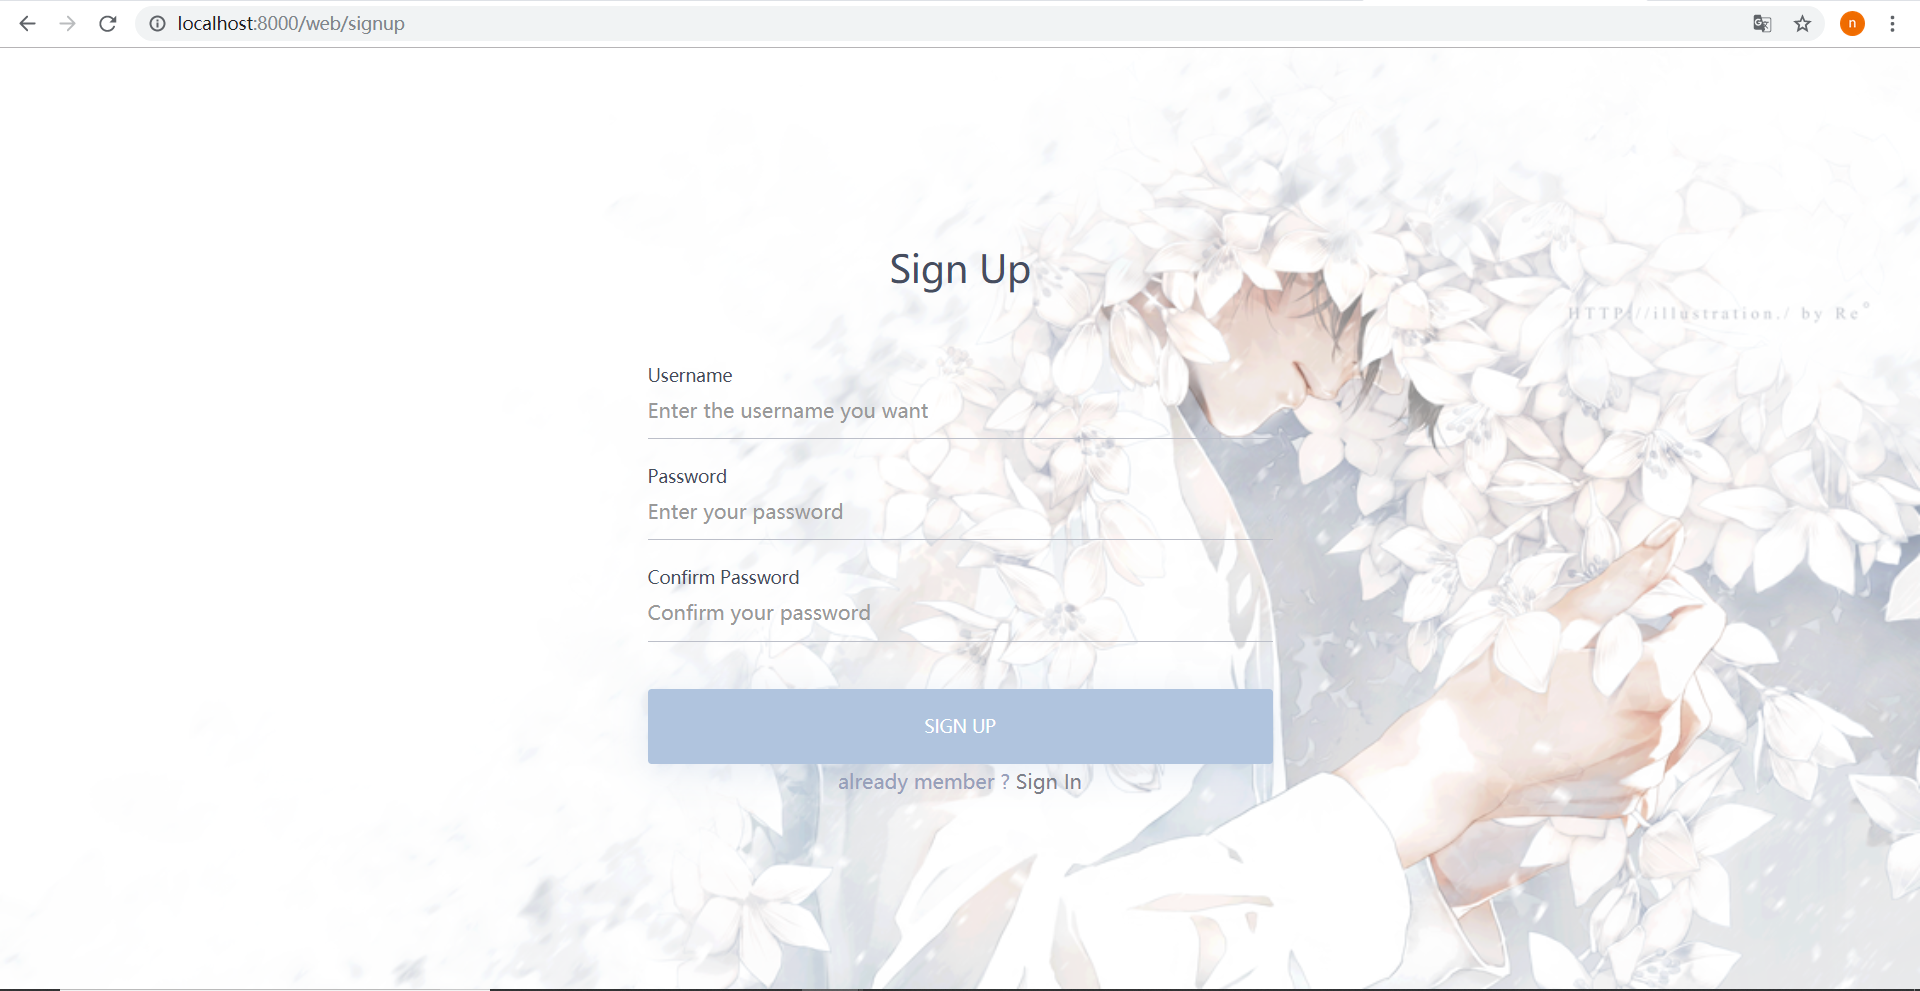 localhost:8000/web/signup
n
Sign Up
HTTP://illustration./ by Re°
Username
Enter the username you want
Password
Enter your password
Confirm Password
Confirm your password
SIGN UP
already member ? Sign In